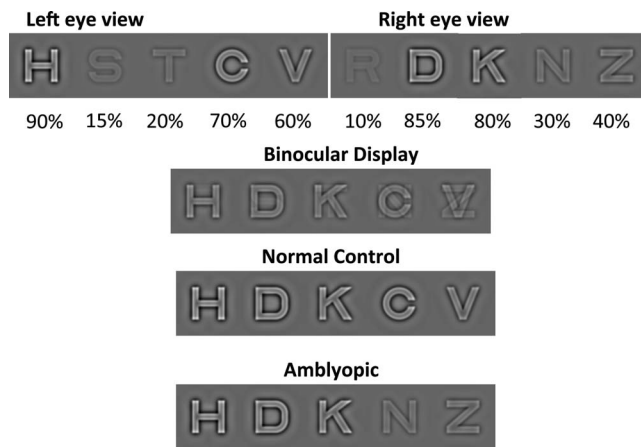 Left eye view Right eye view
H S T C V R D K N Z
90% 15% 20% 70% 60% 10% 85% 80% 30% 40%
Binocular Display
H D K C V
Normal Control
H D K C V
Amblyopic
H D K N Z